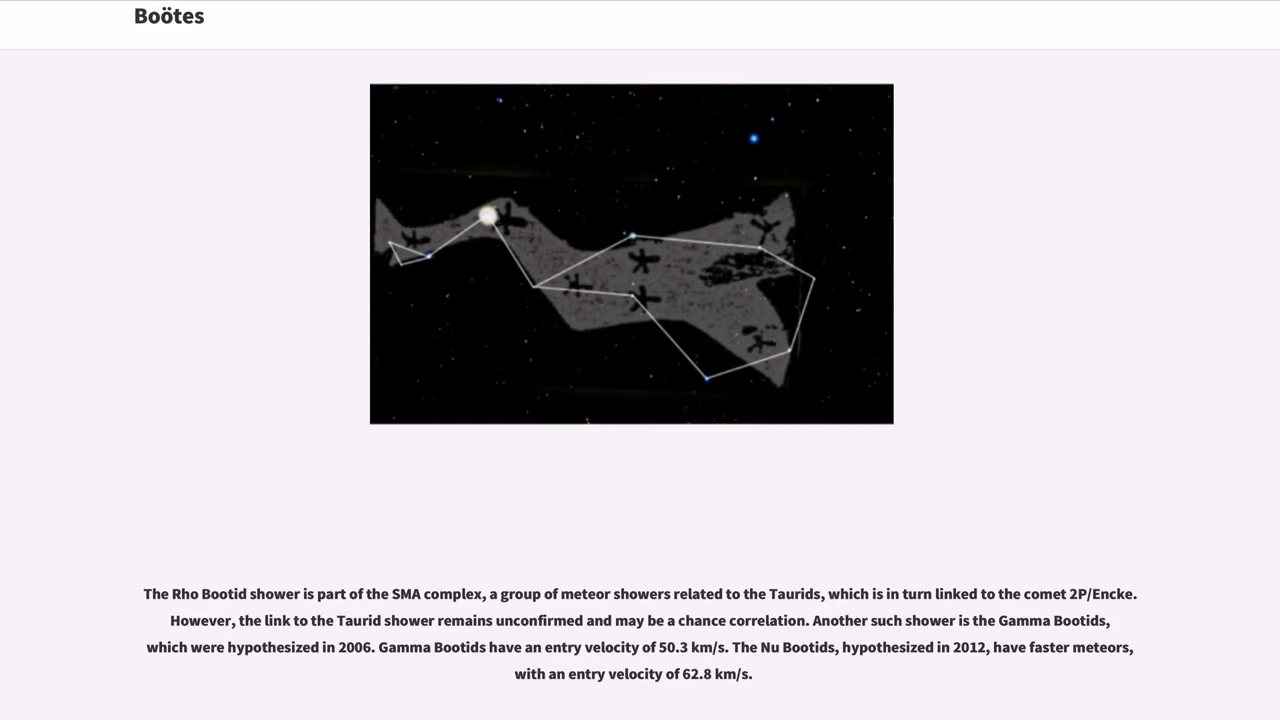 Boötes
The Rho Bootid shower is part of the SMA complex, a group of meteor showers related to the Taurids, which is in turn linked to the comet 2P/Encke.
However, the link to the Taurid shower remains unconfirmed and may be a chance correlation. Another such shower is the Gamma Bootids,
which were hypothesized in 2006. Gamma Bootids have an entry velocity of 50.3 km/s. The Nu Bootids, hypothesized in 2012, have faster meteors,
with an entry velocity of 62.8 km/s.